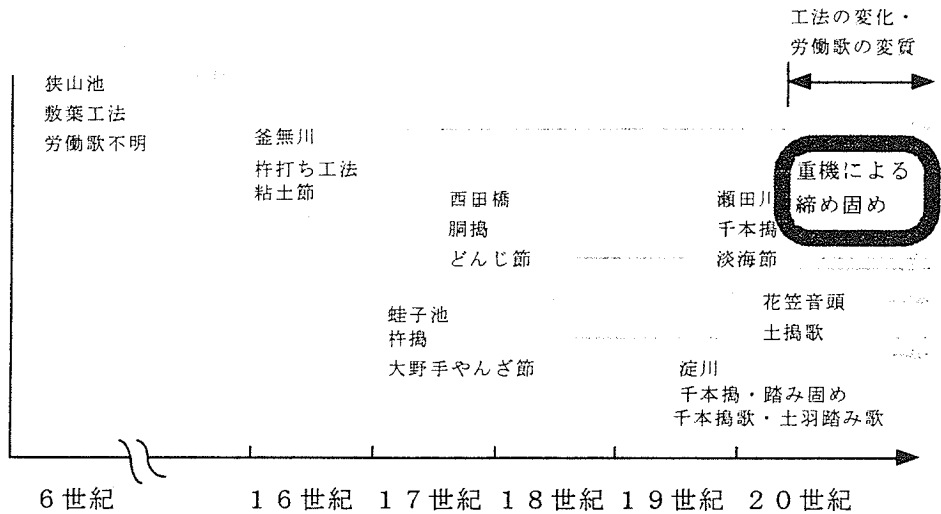 工法の変化・
労働歌の変質
狭山池
敷葉工法
労働歌不明
釜無川
杵打ち工法
粘土節
西田橋
胴搗
どんじ節
瀬田川
千本搗
淡海節
重機による
締め固め
蛙子池
杵搗
大野手やんざ節
花笠音頭
土搗歌
淀川
千本搗・踏み固め
千本搗歌・土羽踏み歌
6世紀
16世紀
17世紀
18世紀
19世紀
20世紀